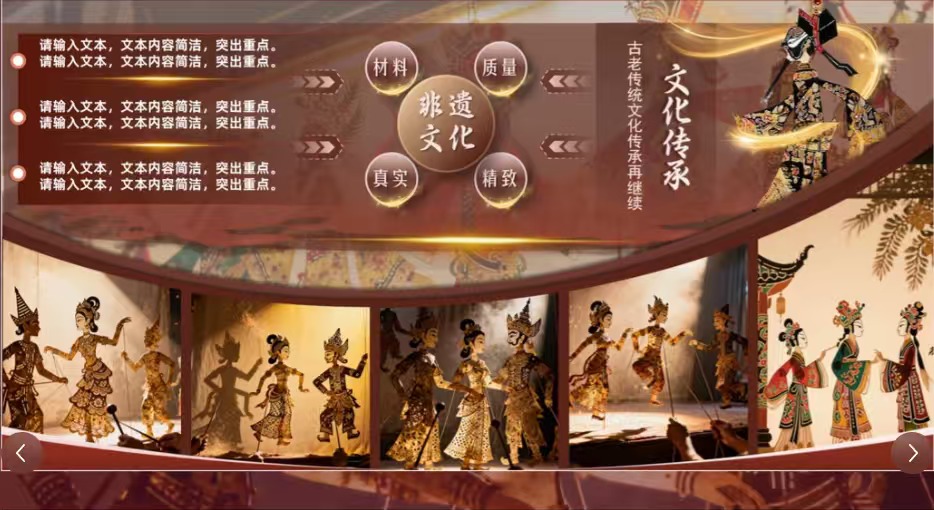 请输入文本，文本内容简洁，突出重点。
请输入文本，文本内容简洁，突出重点。
请输入文本，文本内容简洁，突出重点。
请输入文本，文本内容简洁，突出重点。
请输入文本，文本内容简洁，突出重点。
请输入文本，文本内容简洁，突出重点。
材料
质量
非遗
文化
真实
精致
文化传承
古老传统文化传承再继续